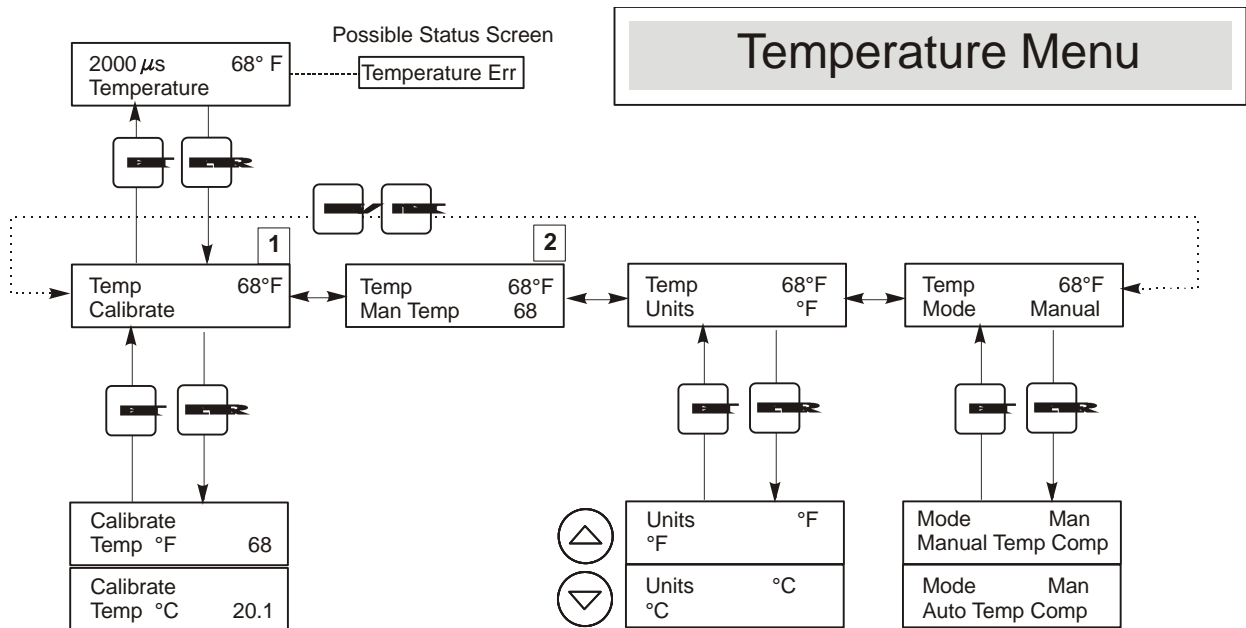 Temperature Menu
Possible Status Screen
2000 µs 68° F
Temperature
Temperature Err
1
2
Temp 68°F
Calibrate
Temp 68°F
Man Temp 68
Temp 68°F
Units °F
Temp 68°F
Mode Manual
Calibrate
Temp °F 68
Calibrate
Temp °C 20.1
Units °F
°F
Units °C
°C
Mode Man
Manual Temp Comp
Mode Man
Auto Temp Comp